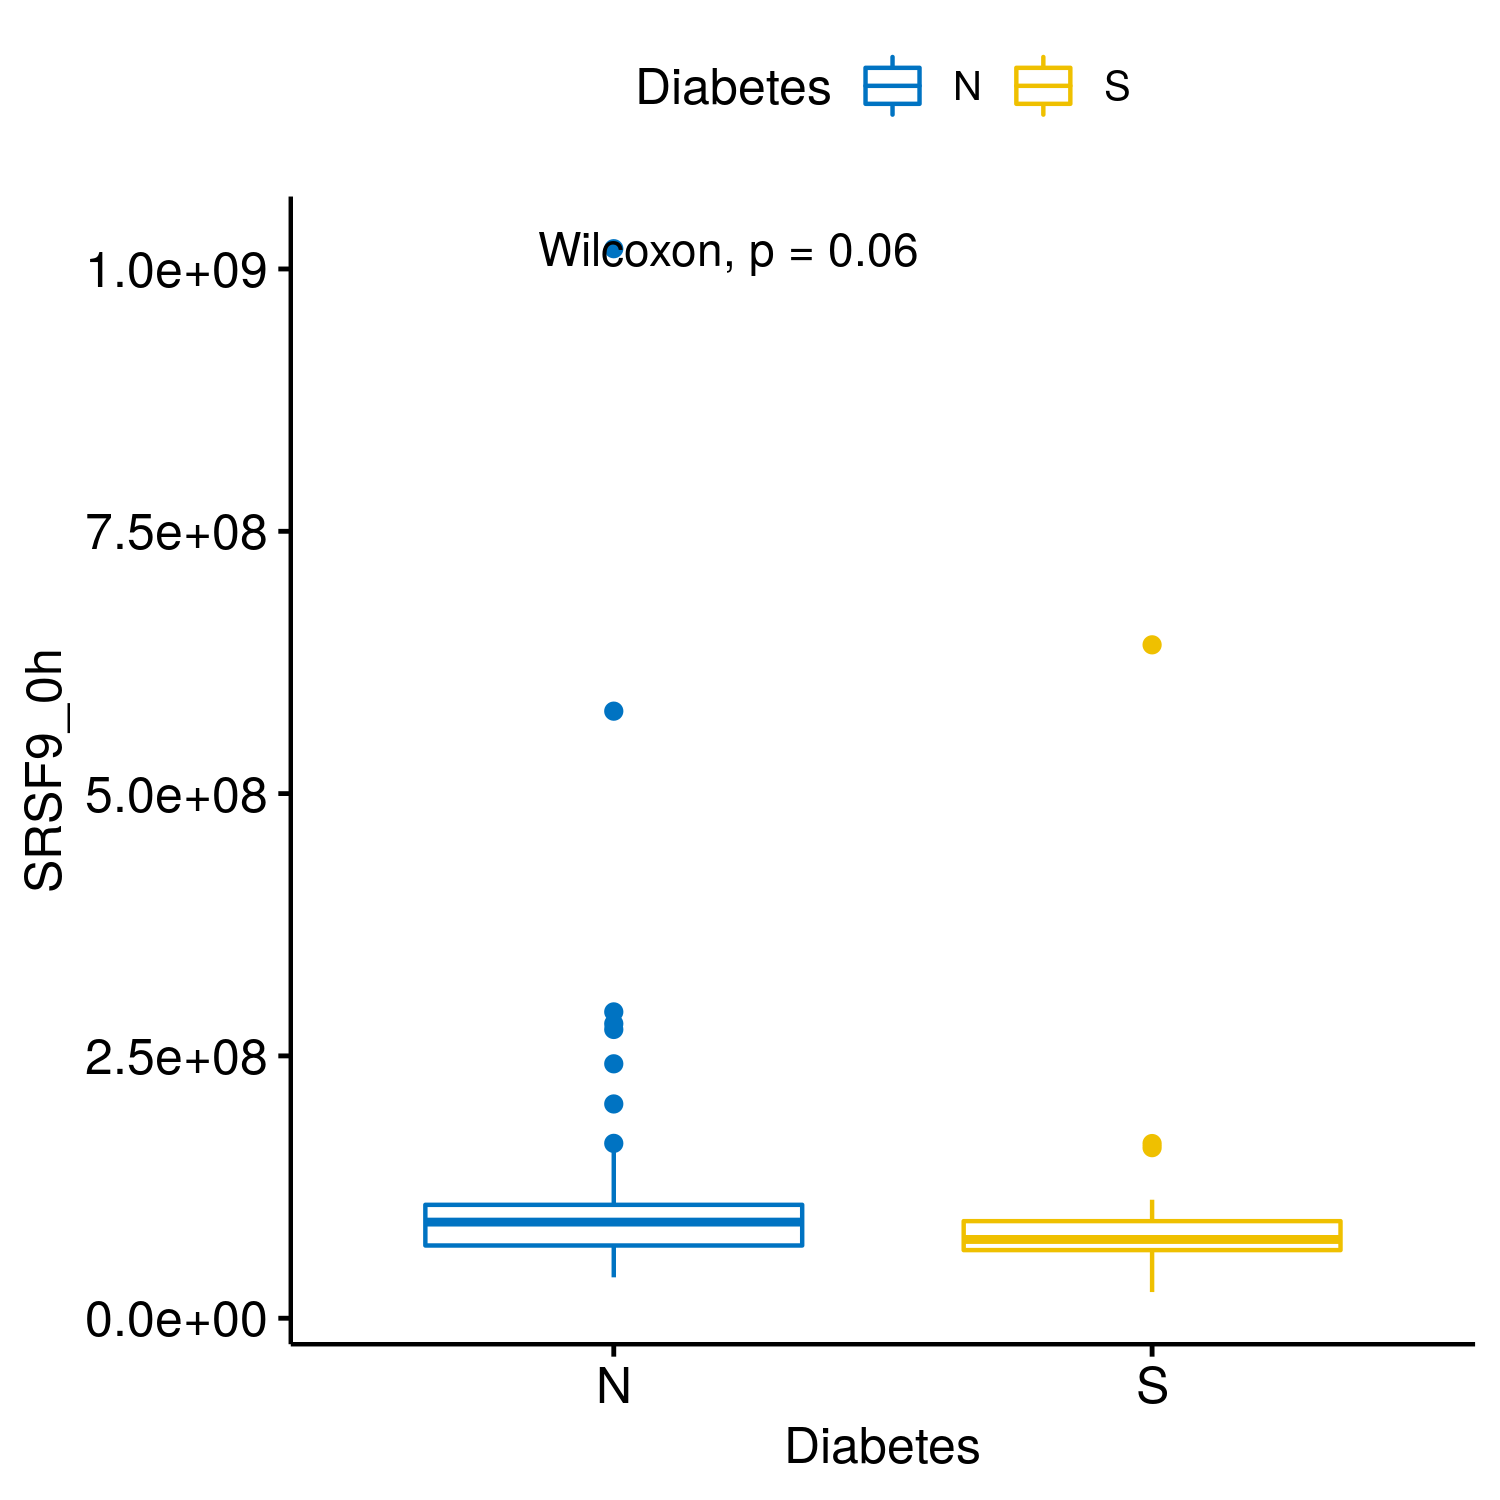 Diabetes N S
Wilcoxon, p = 0.06
1.0e+09
7.5e+08
5.0e+08
2.5e+08
0.0e+00
SRSF9_0h
N S
Diabetes